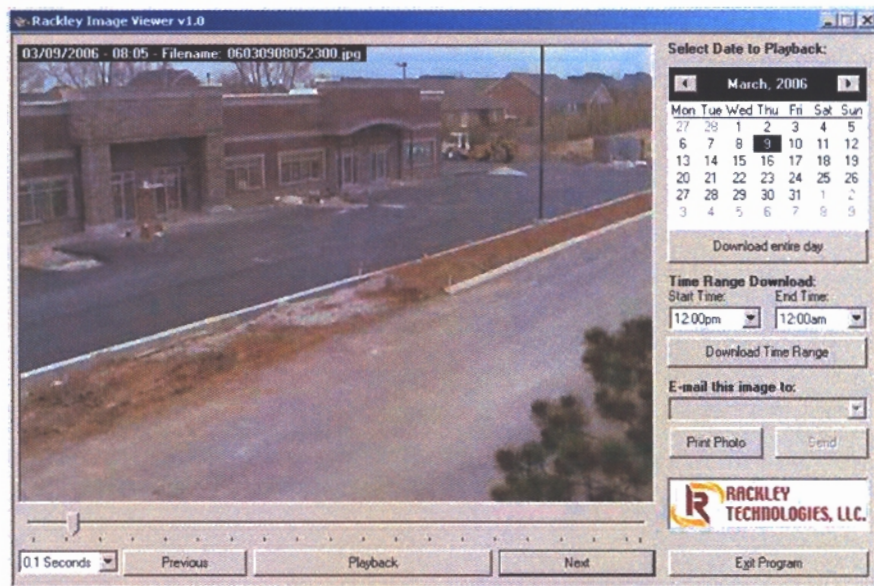 Rackley Image Viewer v1.0
03/09/2006 - 08:05 - Filename: 06030908052300.jpg
Select Date to Playback:
March, 2006
Mon Tue Wed Thu Fri Sat Sun
27 28 1 2 3 4 5
6 7 8 9 10 11 12
13 14 15 16 17 18 19
20 21 22 23 24 25 26
27 28 29 30 31 1 2
3 4 5 6 7 8 9
Download entire day
Time Range Download:
Start Time: End Time:
12:00pm 12:00am
Download Time Range
E-mail this image to:
Print Photo Send
R RACKLEY
TECHNOLOGIES, LLC.
0.1 Seconds Previous Playback Next Exit Program